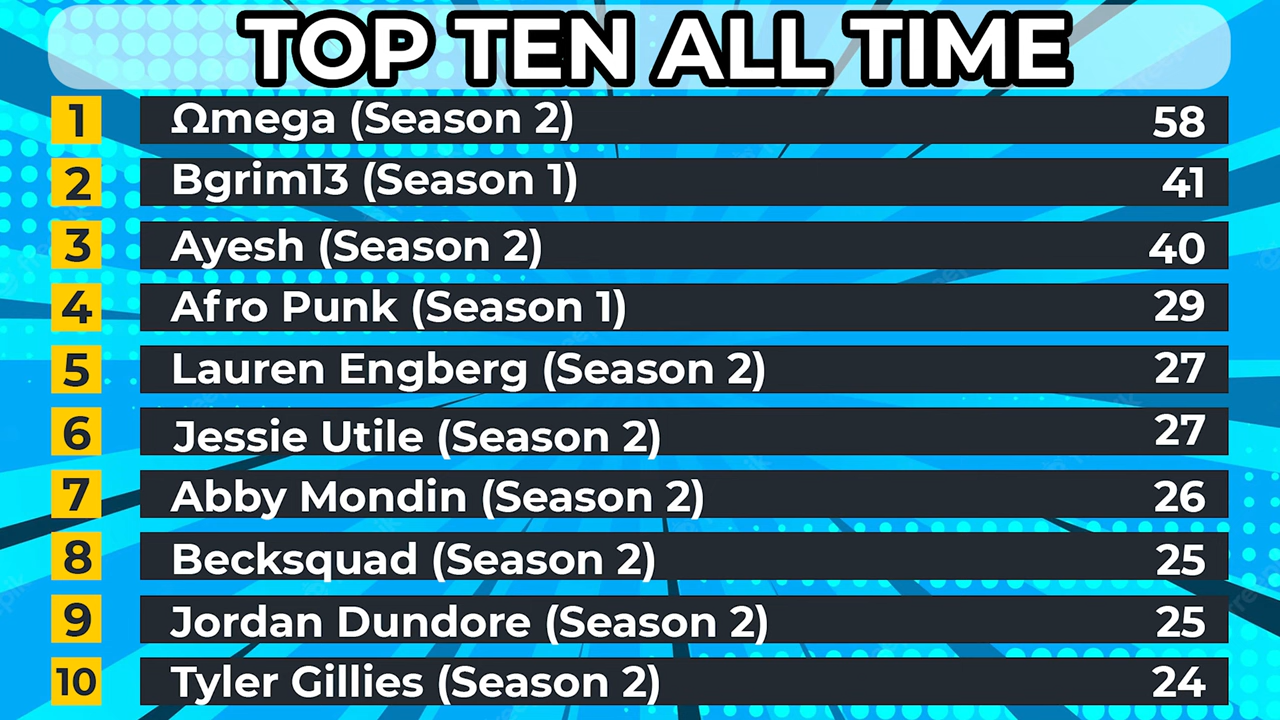 TOP TEN ALL TIME
1 Ωmega (Season 2) 58
2 Bgrim13 (Season 1) 41
3 Ayesh (Season 2) 40
4 Afro Punk (Season 1) 29
5 Lauren Engberg (Season 2) 27
6 Jessie Utile (Season 2) 27
7 Abby Mondin (Season 2) 26
8 Becksquad (Season 2) 25
9 Jordan Dundore (Season 2) 25
10 Tyler Gillies (Season 2) 24